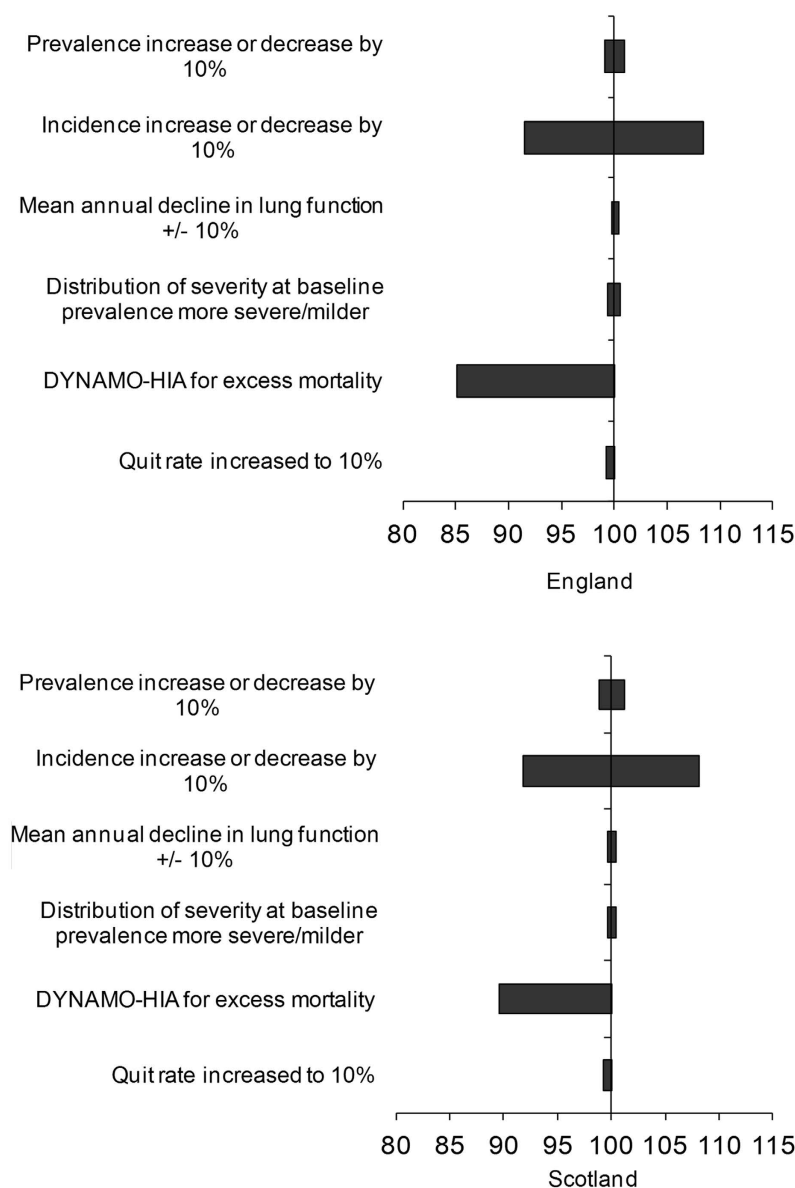 Prevalence increase or decrease by
10%
Incidence increase or decrease by
10%
Mean annual decline in lung function
+/- 10%
Distribution of severity at baseline
prevalence more severe/milder
DYNAMO-HIA for excess mortality
Quit rate increased to 10%
80 85 90 95 100 105 110 115
England
Prevalence increase or decrease by
10%
Incidence increase or decrease by
10%
Mean annual decline in lung function
+/- 10%
Distribution of severity at baseline
prevalence more severe/milder
DYNAMO-HIA for excess mortality
Quit rate increased to 10%
80 85 90 95 100 105 110 115
Scotland